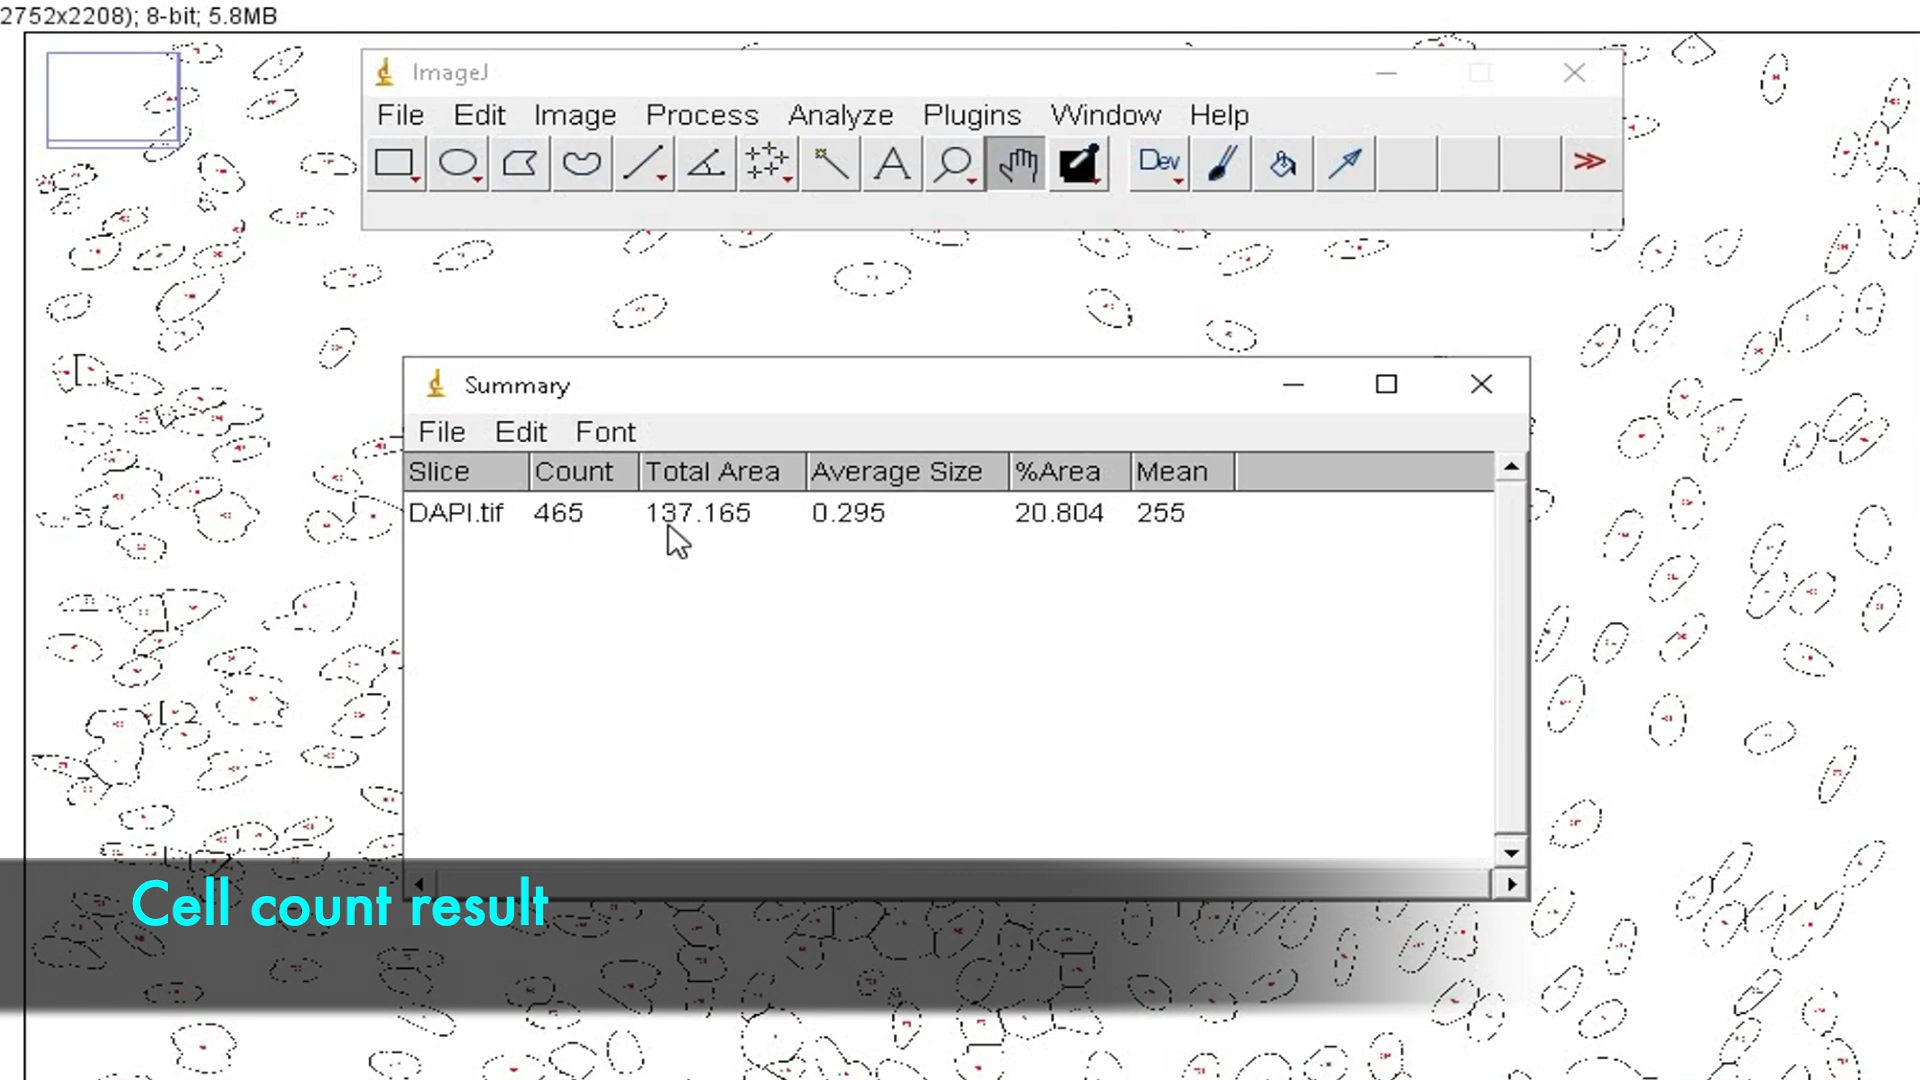 2752x2208); 8-bit; 5.8MB
ImageJ
File Edit Image Process Analyze Plugins Window Help
A Dev >>
Summary
File Edit Font
Slice Count Total Area Average Size %Area Mean
DAPI.tif 465 137.165 0.295 20.804 255
Cell count result